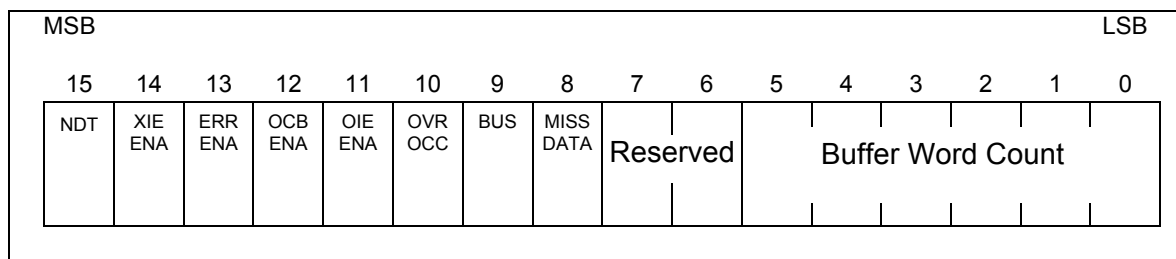 MSB LSB
15 14 13 12 11 10 9 8 7 6 5 4 3 2 1 0
NDT XIE ERR OCB OIE OVR BUS MISS
ENA ENA ENA ENA OCC DATA
Reserved Buffer Word Count